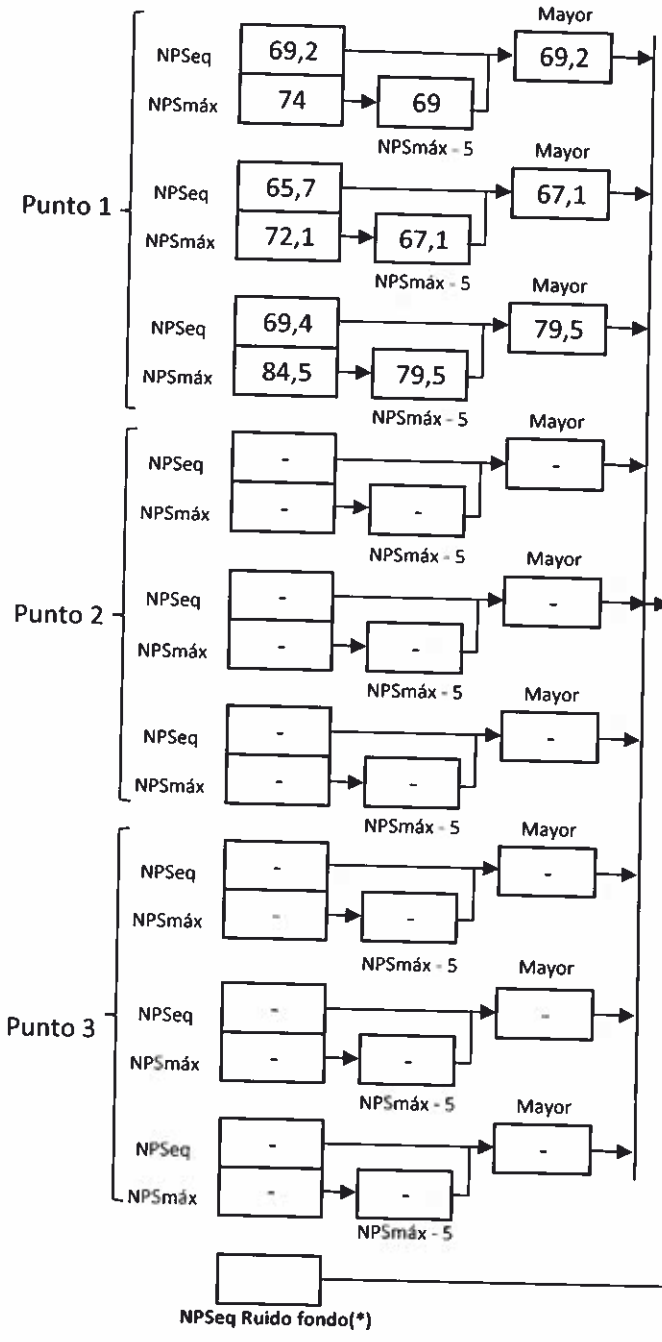 Mayor
NPSeq 69,2 69,2
NPSmáx 74 69
NPSmáx - 5
Mayor
Punto 1
NPSeq 65,7 67,1
NPSmáx 72,1 67,1
NPSmáx - 5
Mayor
NPSeq 69,4 79,5
NPSmáx 84,5 79,5
NPSmáx - 5
Mayor
NPSeq - -
NPSmáx - -
NPSmáx - 5
Mayor
Punto 2
NPSeq - -
NPSmáx - -
NPSmáx - 5
Mayor
NPSeq - -
NPSmáx - -
NPSmáx - 5
Mayor
NPSeq - -
NPSmáx - -
NPSmáx - 5
Mayor
Punto 3
NPSeq - -
NPSmáx - -
NPSmáx - 5
Mayor
NPSeq - -
NPSmáx - -
NPSmáx - 5
NPSeq Ruido fondo(*)